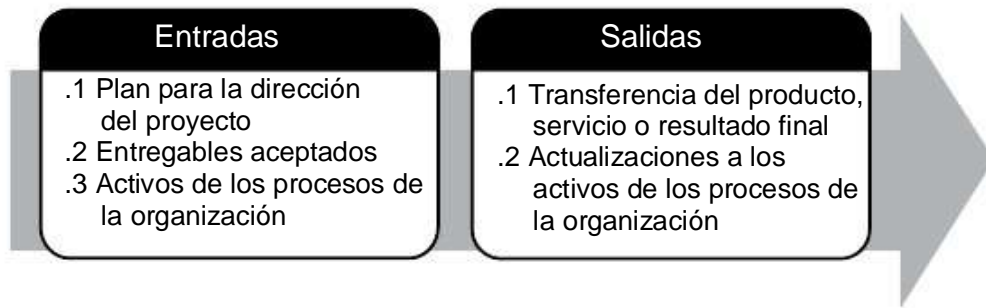 Entradas
.1 Plan para la dirección
del proyecto
.2 Entregables aceptados
.3 Activos de los procesos de
la organización
Salidas
.1 Transferencia del producto,
servicio o resultado final
.2 Actualizaciones a los
activos de los procesos de
la organización